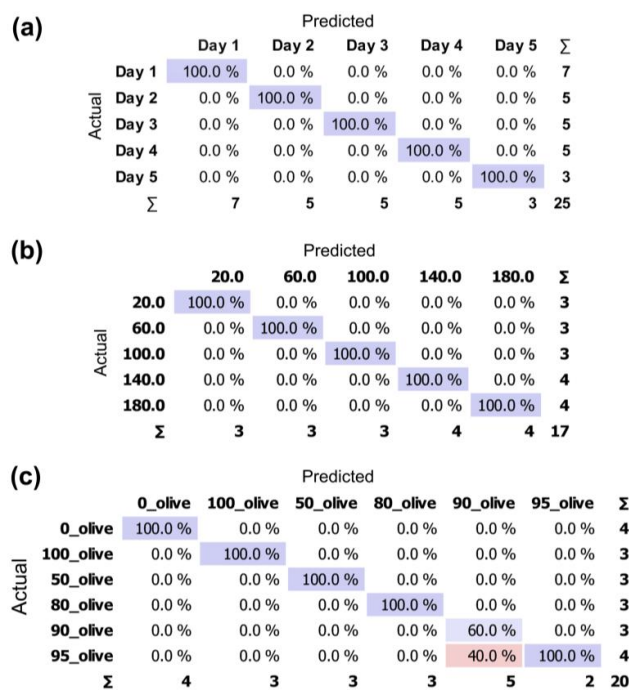 (a)
Predicted
Day 1 Day 2 Day 3 Day 4 Day 5 ∑
Actual
Day 1 100.0 % 0.0 % 0.0 % 0.0 % 0.0 % 7
Day 2 0.0 % 100.0 % 0.0 % 0.0 % 0.0 % 5
Day 3 0.0 % 0.0 % 100.0 % 0.0 % 0.0 % 5
Day 4 0.0 % 0.0 % 0.0 % 100.0 % 0.0 % 5
Day 5 0.0 % 0.0 % 0.0 % 0.0 % 100.0 % 3
∑ 7 5 5 5 3 25
(b)
Predicted
20.0 60.0 100.0 140.0 180.0 Σ
Actual
20.0 100.0 % 0.0 % 0.0 % 0.0 % 0.0 % 3
60.0 0.0 % 100.0 % 0.0 % 0.0 % 0.0 % 3
100.0 0.0 % 0.0 % 100.0 % 0.0 % 0.0 % 3
140.0 0.0 % 0.0 % 0.0 % 100.0 % 0.0 % 4
180.0 0.0 % 0.0 % 0.0 % 0.0 % 100.0 % 4
Σ 3 3 3 4 4 17
(c)
Predicted
0_olive 100_olive 50_olive 80_olive 90_olive 95_olive Σ
Actual
0_olive 100.0 % 0.0 % 0.0 % 0.0 % 0.0 % 0.0 % 4
100_olive 0.0 % 100.0 % 0.0 % 0.0 % 0.0 % 0.0 % 3
50_olive 0.0 % 0.0 % 100.0 % 0.0 % 0.0 % 0.0 % 3
80_olive 0.0 % 0.0 % 0.0 % 100.0 % 0.0 % 0.0 % 3
90_olive 0.0 % 0.0 % 0.0 % 0.0 % 60.0 % 0.0 % 3
95_olive 0.0 % 0.0 % 0.0 % 0.0 % 40.0 % 100.0 % 4
Σ 4 3 3 3 5 2 20